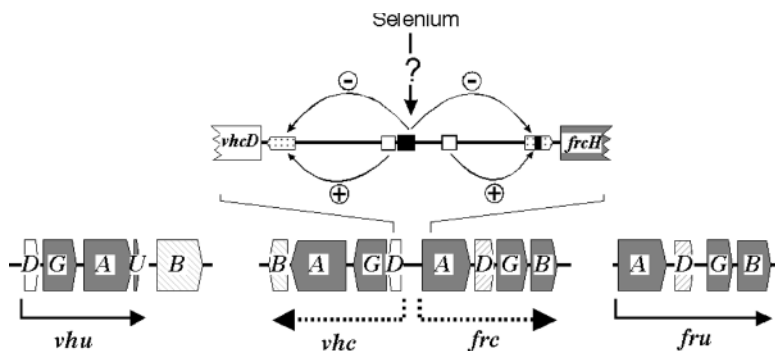 Selenium
?
− −
vhcD frcH
+ +
D G A U B B A G D A D G B A D G B
vhu vhc frc fru